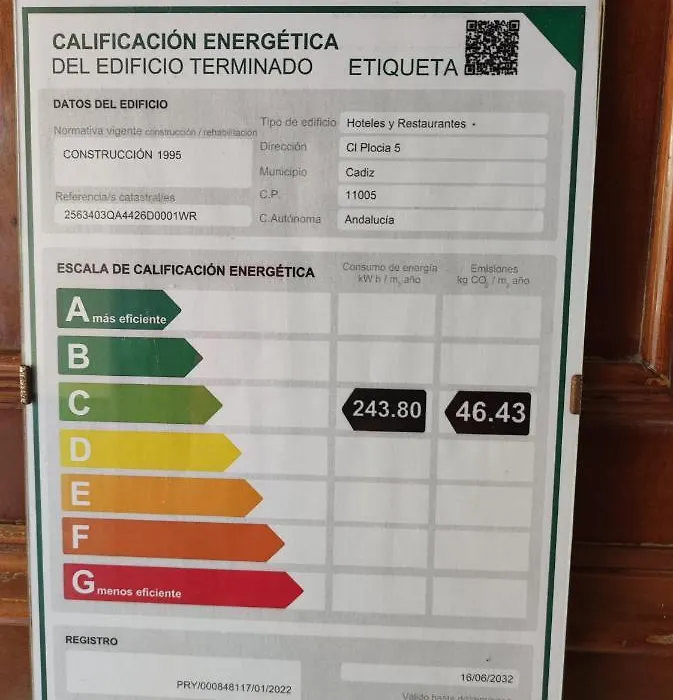 CALIFICACIÓN ENERGÉTICA
DEL EDIFICIO TERMINADO ETIQUETA
DATOS DEL EDIFICIO
Normativa vigente construcción / rehabilitación
CONSTRUCCIÓN 1995
Referencia/s catastral/es
2563403QA4426D0001WR
Tipo de edificio Hoteles y Restaurantes
Dirección Cl Plocia 5
Municipio Cadiz
C.P. 11005
C.Autónoma Andalucía
ESCALA DE CALIFICACIÓN ENERGÉTICA
Consumo de energía
kW h / m₂ año
Emisiones
kg CO₂ / m₂ año
A más eficiente
B
C 243.80 46.43
D
E
F
G menos eficiente
REGISTRO
PRY/000848117/01/2022
16/06/2032
Válido hasta